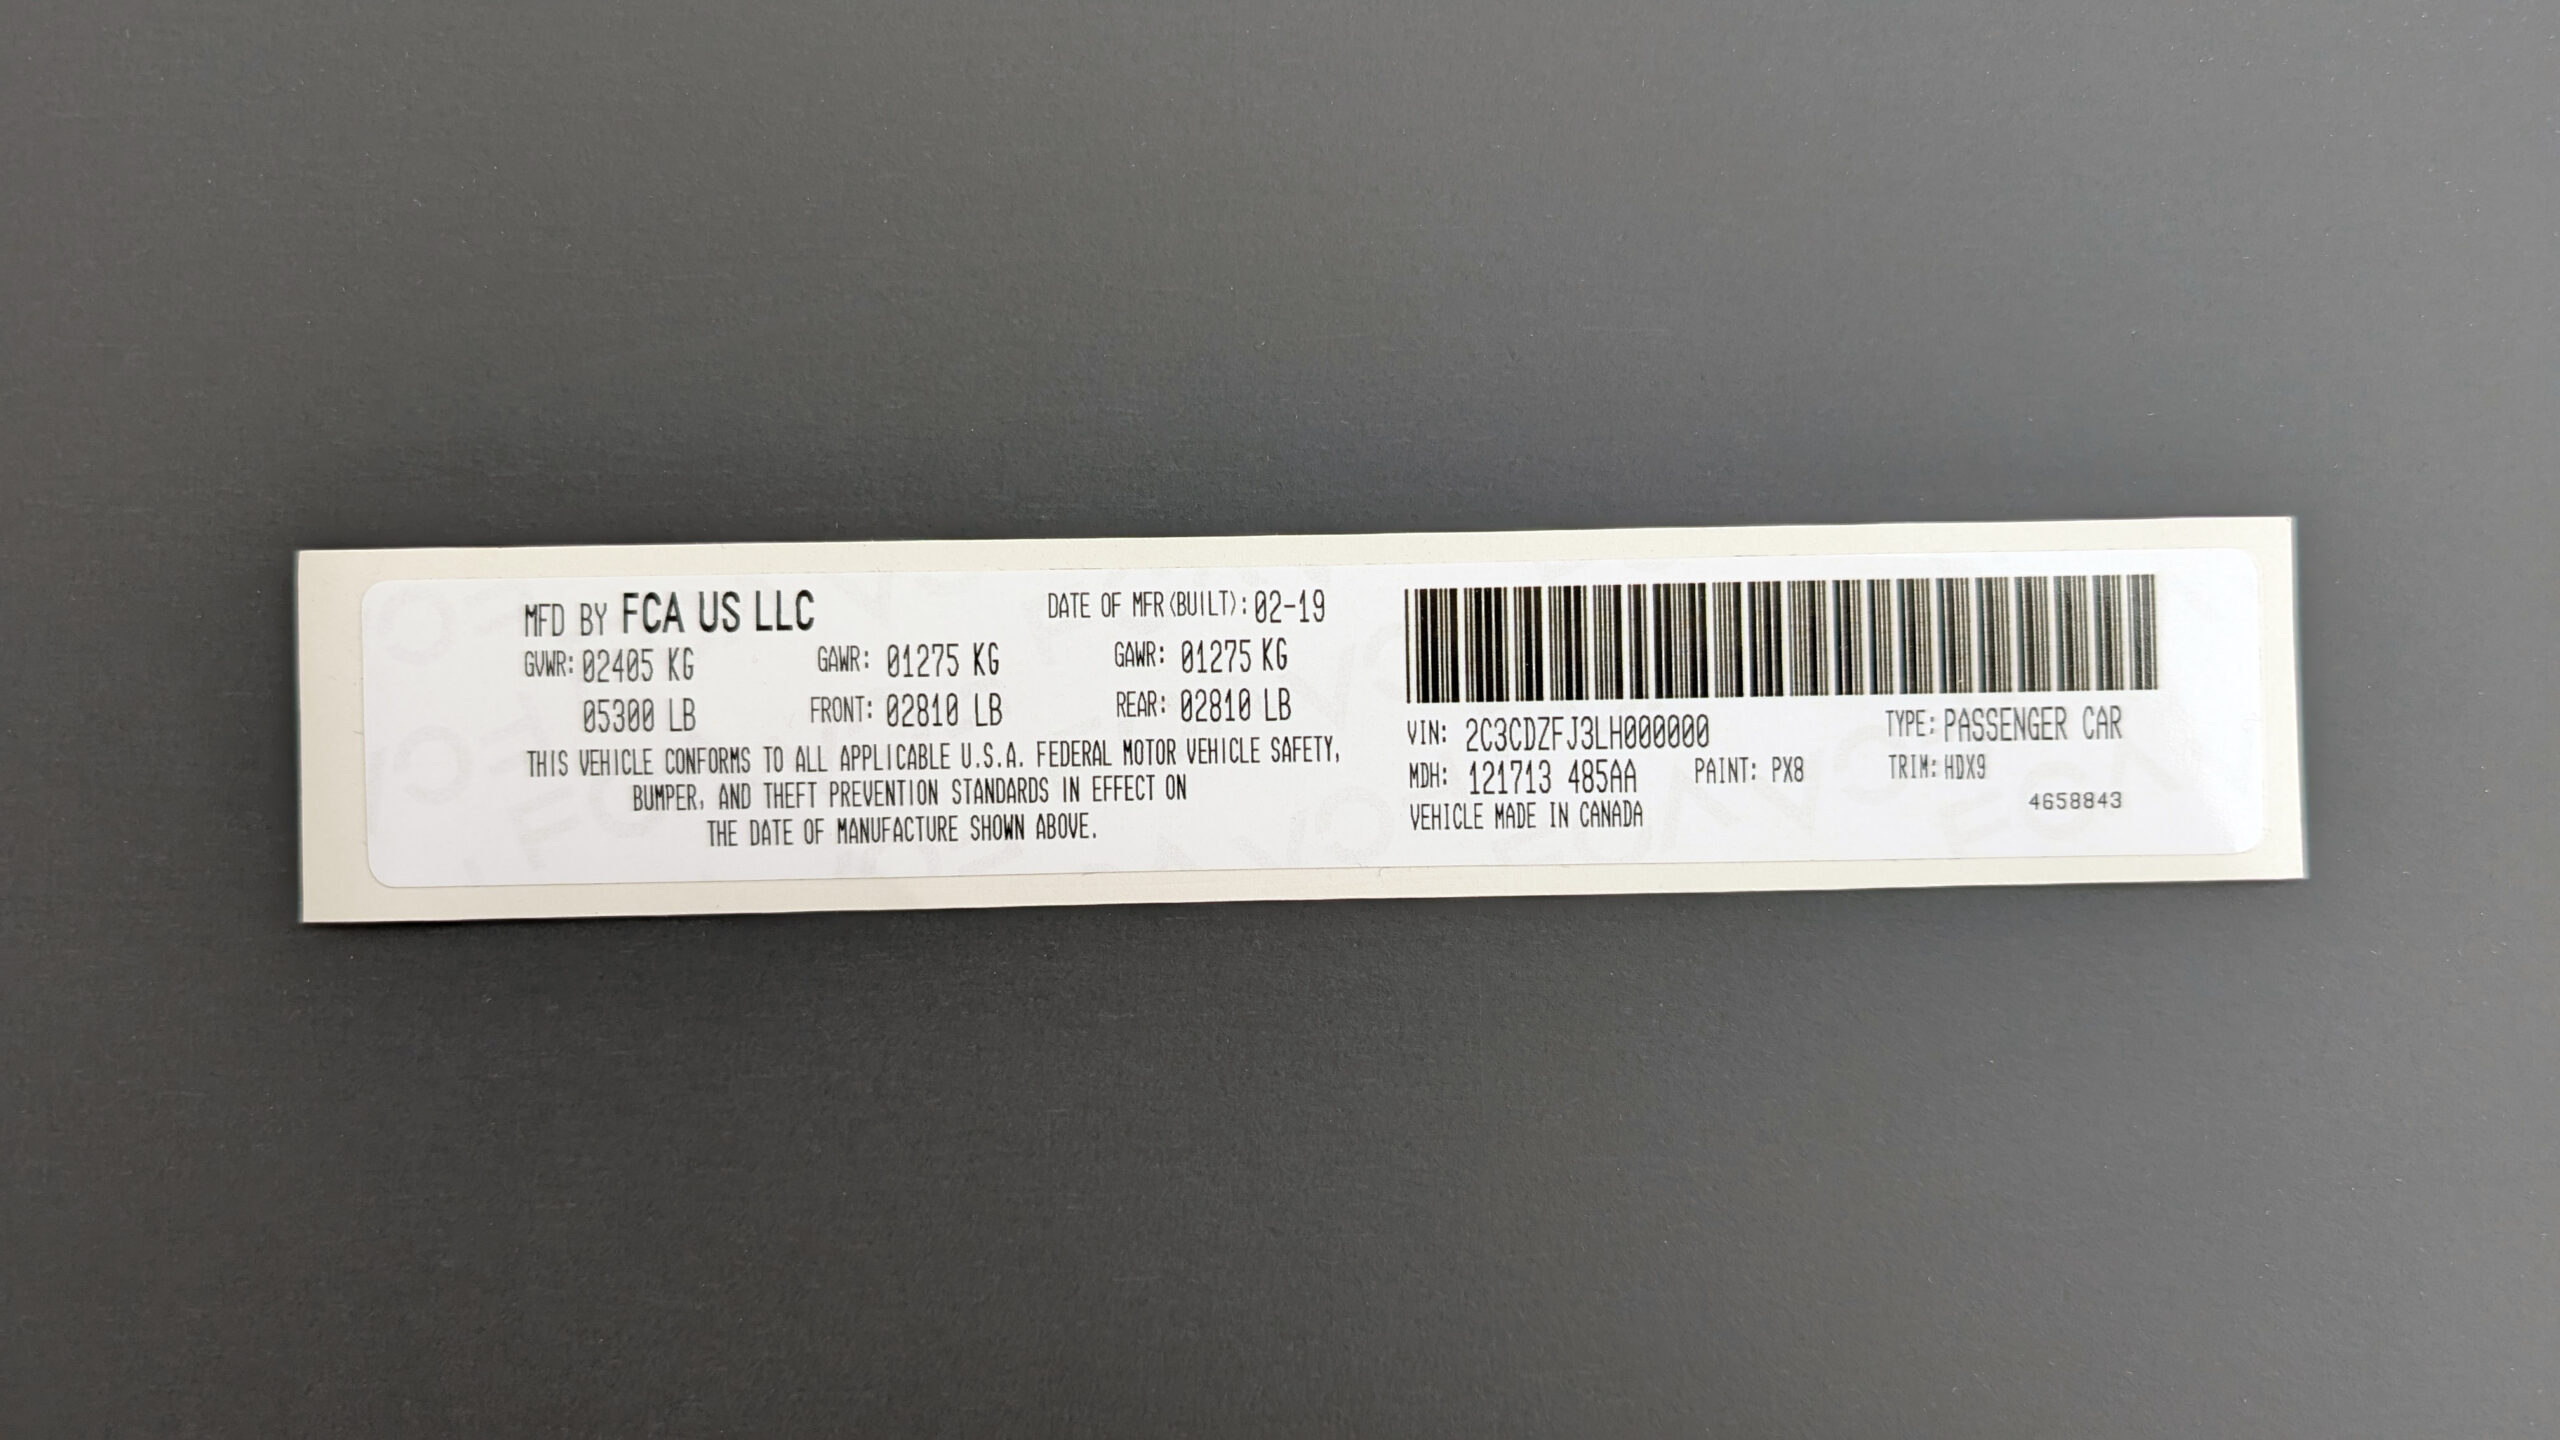 MFD BY FCA US LLC DATE OF MFR(BUILT): 02-19
GVWR: 02405 KG GAWR: 01275 KG GAWR: 01275 KG
05300 LB FRONT: 02810 LB REAR: 02810 LB
THIS VEHICLE CONFORMS TO ALL APPLICABLE U.S.A. FEDERAL MOTOR VEHICLE SAFETY,
BUMPER, AND THEFT PREVENTION STANDARDS IN EFFECT ON
THE DATE OF MANUFACTURE SHOWN ABOVE.
VIN: 2C3CDZFJ3LH000000 TYPE: PASSENGER CAR
MDH: 121713 485AA PAINT: PX8 TRIM: HDX9
VEHICLE MADE IN CANADA 4658843